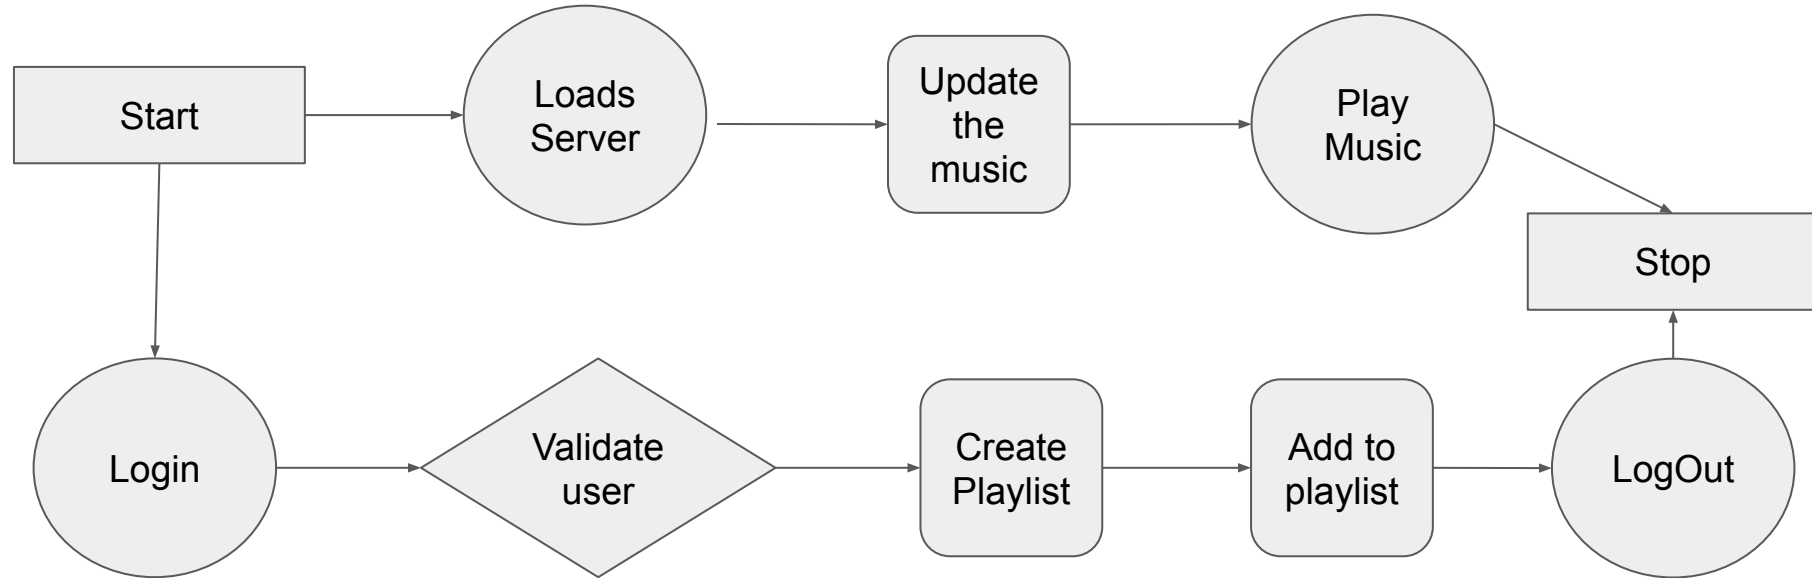 Start
Loads
Server
Update
the
music
Play
Music
Stop
Login
Validate
user
Create
Playlist
Add to
playlist
LogOut